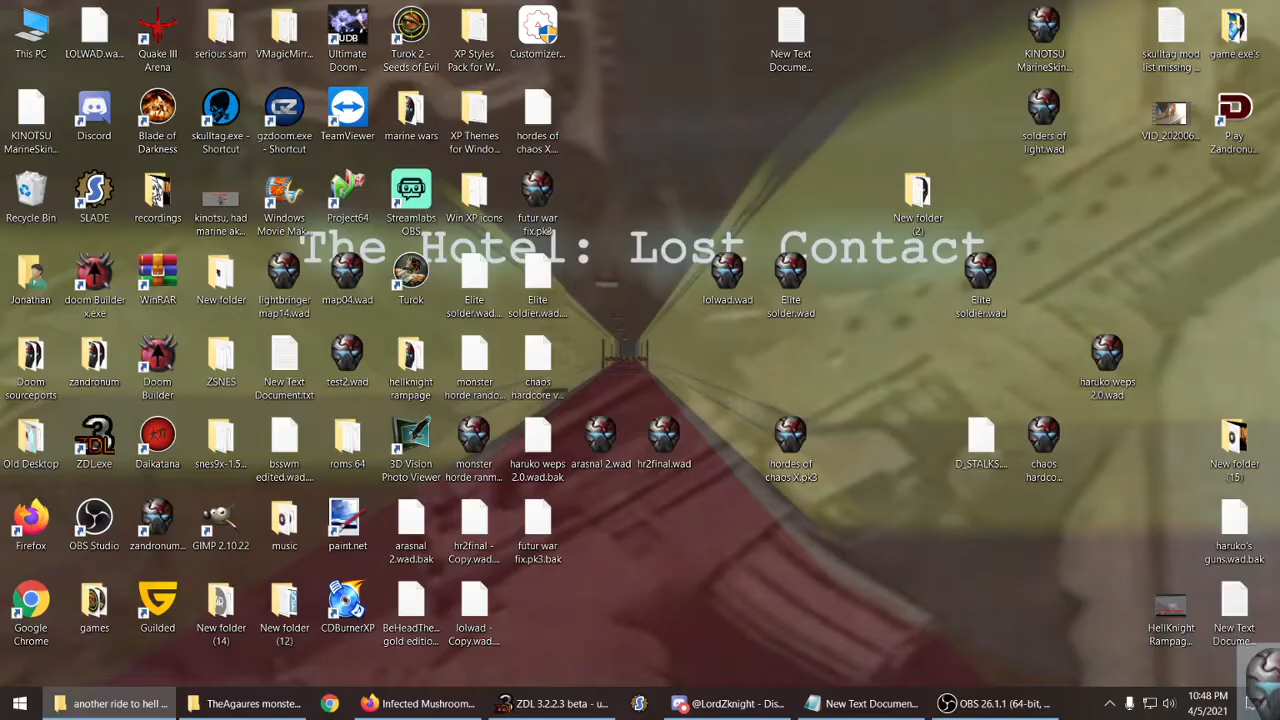 This PC
LOLWAD.wa...
Quake III
Arena
serious sam
VMagicMirr...
Ultimate
Doom ...
Turok 2 -
Seeds of Evil
XP Styles
Pack for W...
Customizer...
New Text
Docume...
KINOTSU
MarineSkin...
skulltag mod
list missing ...
game exe's
KINOTSU
MarineSkin...
Discord
Blade of
Darkness
skulltag.exe -
Shortcut
gzdoom.exe
- Shortcut
TeamViewer
marine wars
XP Themes
for Windo...
hordes of
chaos X....
solders of
light.wad
VID_202006...
Play
Zandronu...
Recycle Bin
SLADE
recordings
kinotsu, had
marine ak...
Windows
Movie Mak...
Project64
Streamlabs
OBS
Win XP icons
futur war
fix.pk3
New folder
(2)
The Hotel: Lost Contact
Jonathan
doom Builder
x.exe
WinRAR
New folder
lightbringer
map14.wad
map04.wad
Turok
Elite
solder.wad....
Elite
soldier.wad....
lolwad.wad
Elite
solder.wad
Elite
soldier.wad
Doom
sourceports
zandronum
Doom
Builder
ZSNES
New Text
Document.txt
test2.wad
hellknight
rampage
monster
horde rando...
chaos
hardcore v...
haruko weps
2.0.wad
Old Desktop
ZDL.exe
Daikatana
snes9x-1.5...
bsswm
edited.wad....
roms 64
3D Vision
Photo Viewer
monster
horde ranm...
haruko weps
2.0.wad.bak
arasnal 2.wad
hr2final.wad
hordes of
chaos X.pk3
D_STALKS....
chaos
hardco...
New folder
(15)
Firefox
OBS Studio
zandronum...
GIMP 2.10.22
music
paint.net
arasnal
2.wad.bak
hr2final -
Copy.wad....
futur war
fix.pk3.bak
haruko's
guns.wad.bak
Google
Chrome
games
Guilded
New folder
(14)
New folder
(12)
CDBurnerXP
BeHeadThe...
gold editio...
lolwad -
Copy.wad....
HellKnight
Rampag...
New Text
Docume...
another ride to hell ...
TheAgaures monste...
Infected Mushroom...
ZDL 3.2.2.3 beta - u...
@LordZknight - Dis...
New Text Documen...
OBS 26.1.1 (64-bit, ...
10:48 PM
4/5/2021